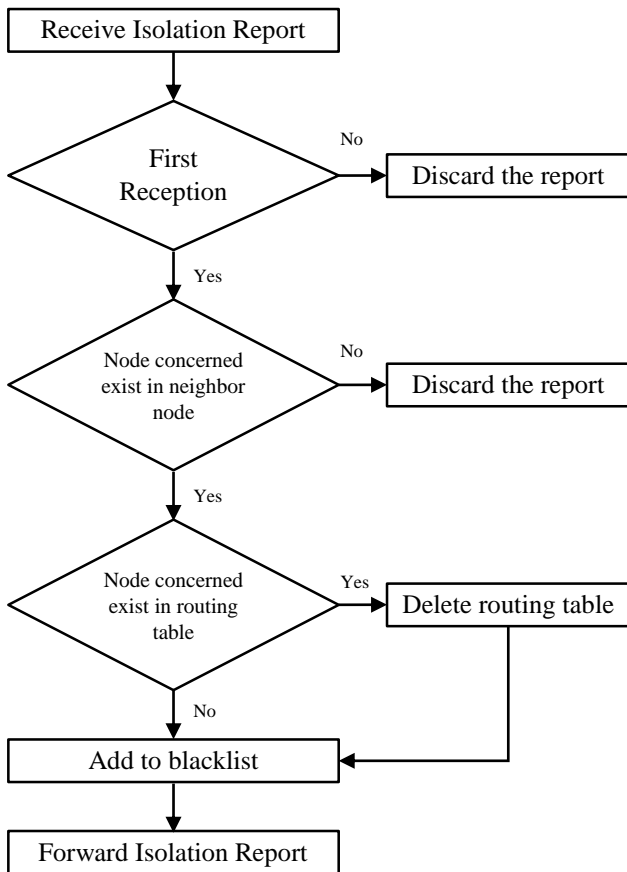 Receive Isolation Report
First
Reception
No
Discard the report
Yes
Node concerned
exist in neighbor
node
No
Discard the report
Yes
Node concerned
exist in routing
table
Yes
Delete routing table
No
Add to blacklist
Forward Isolation Report